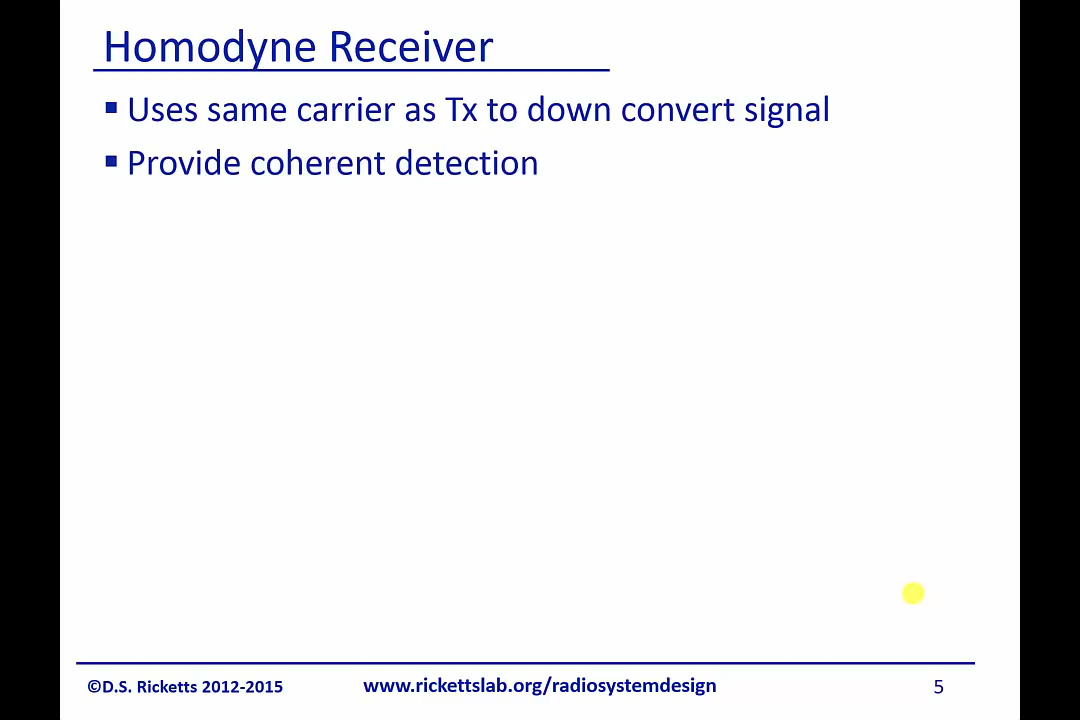 Homodyne Receiver
▪ Uses same carrier as Tx to down convert signal
▪ Provide coherent detection
©D.S. Ricketts 2012-2015
www.rickettslab.org/radiosystemdesign
5